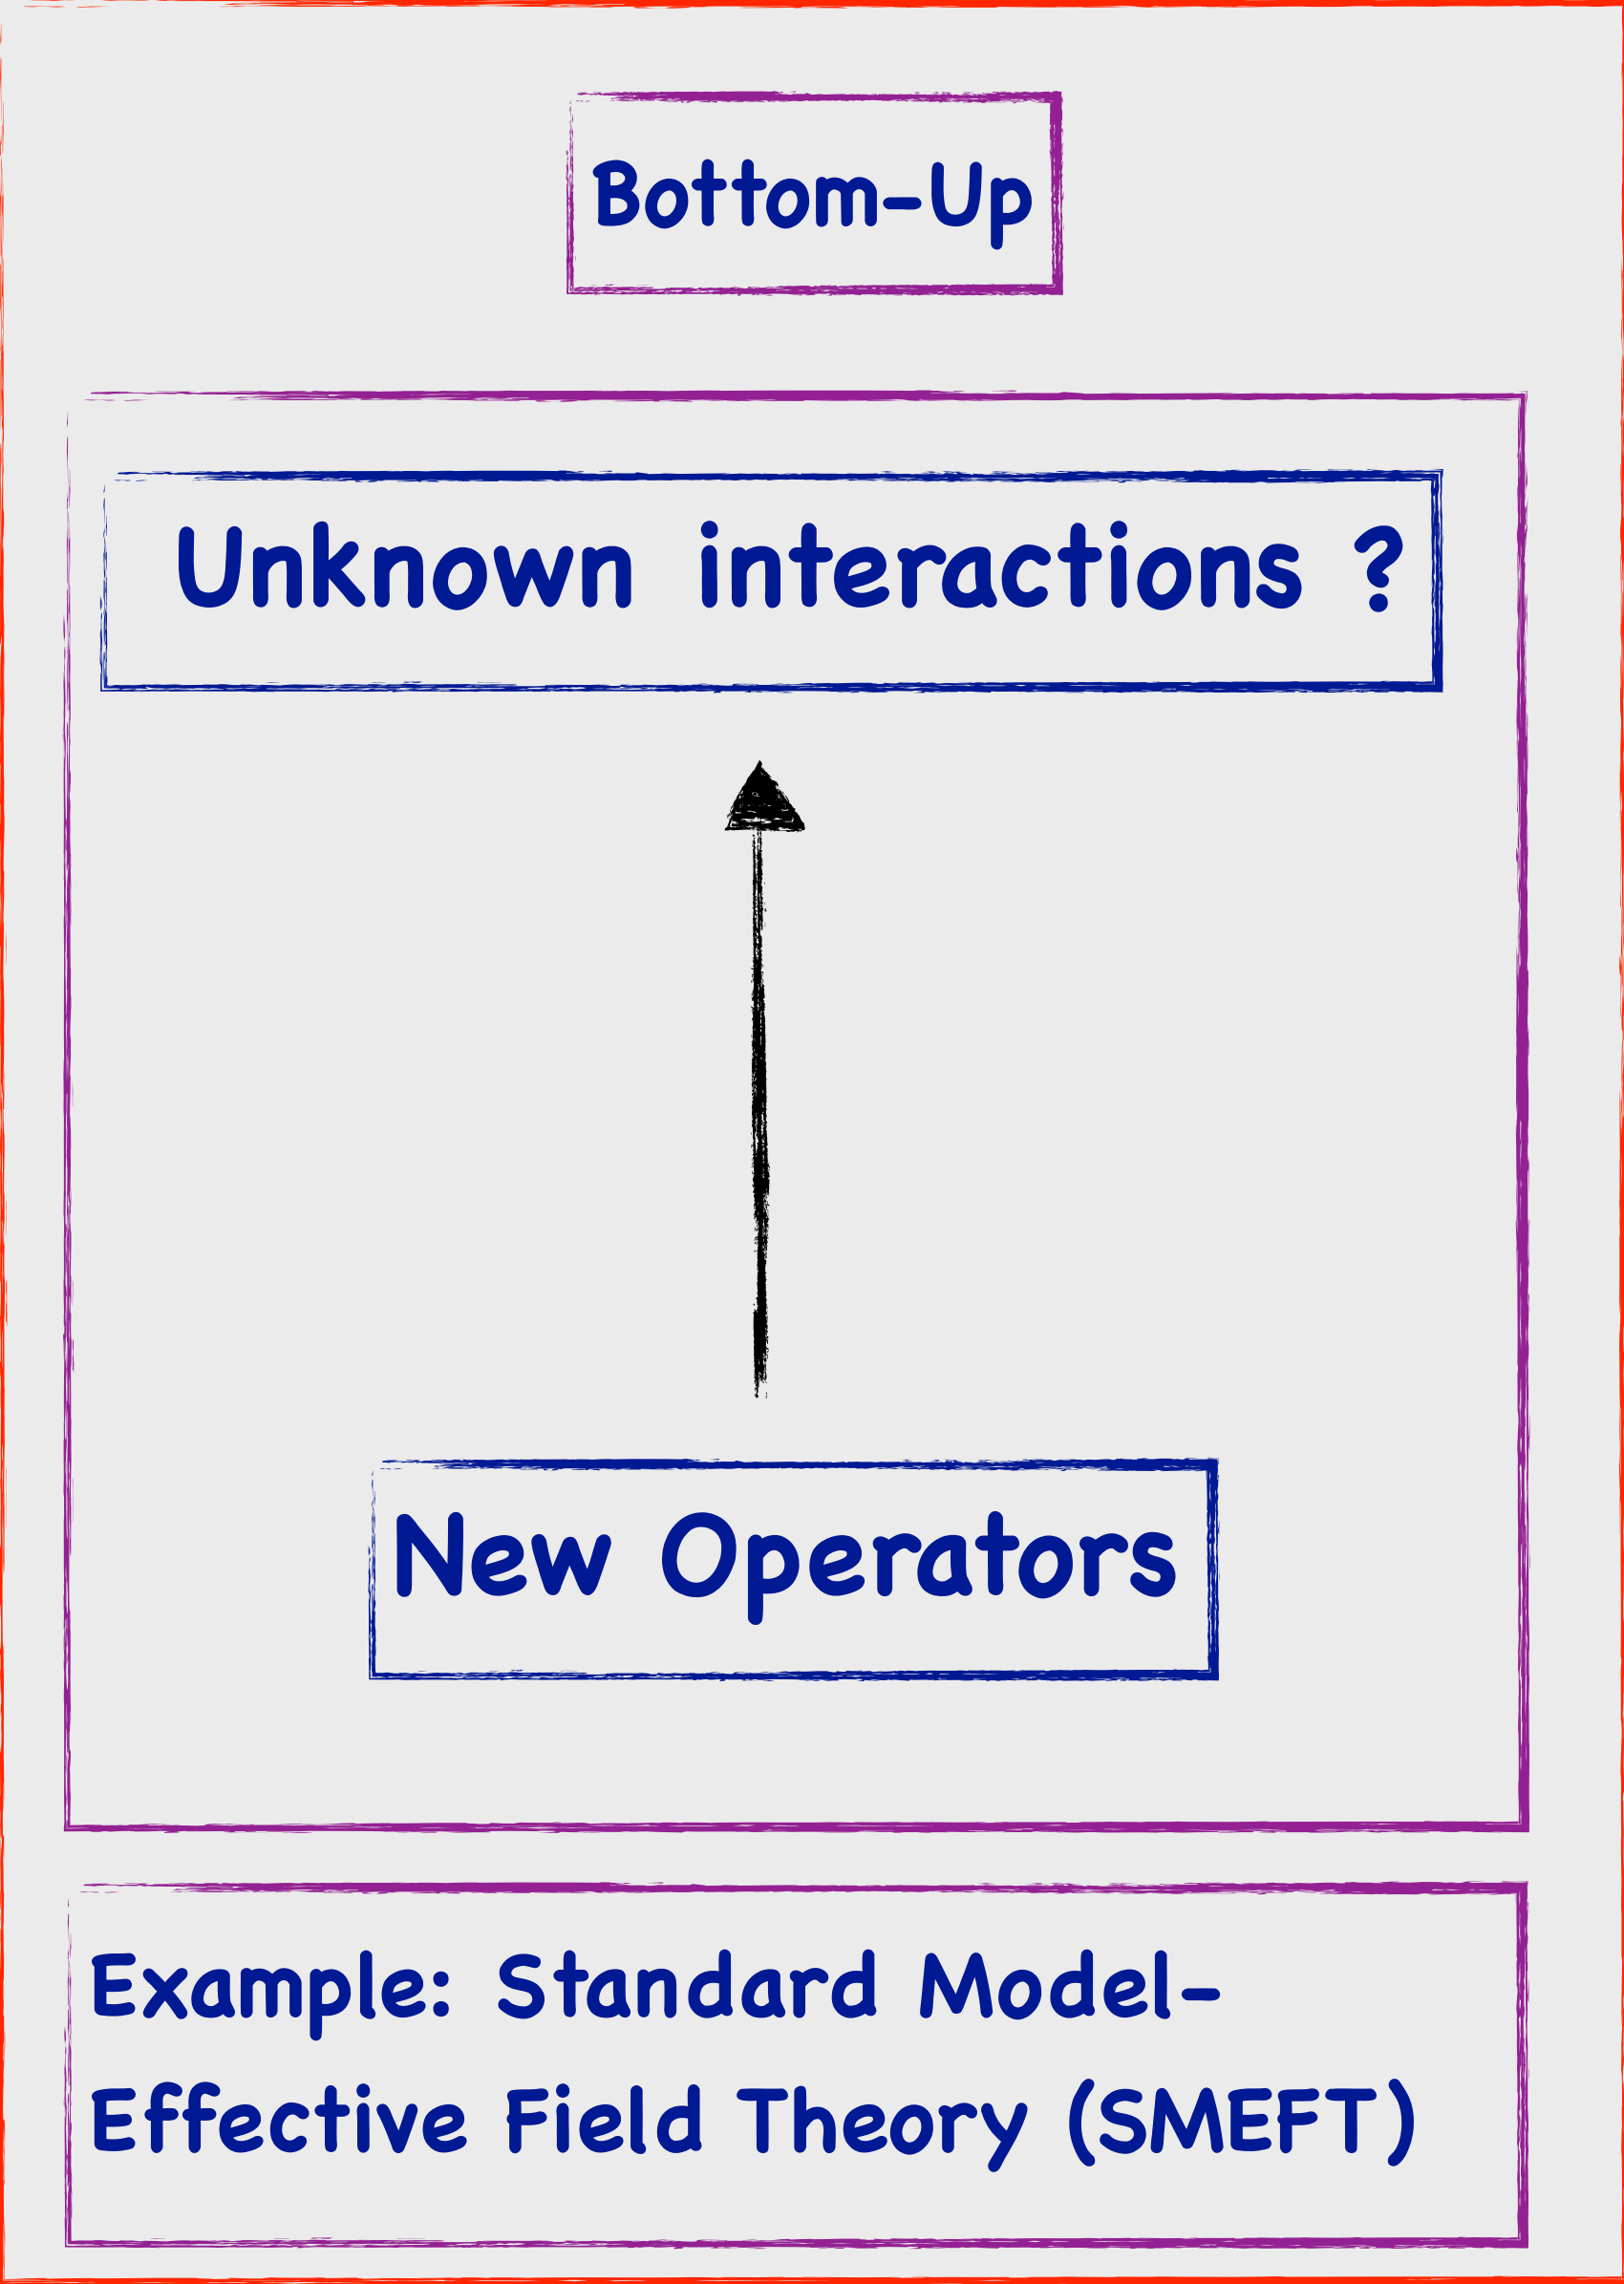 Bottom-Up
Unknown interactions ?
New Operators
Example: Standard Model-
Effective Field Theory (SMEFT)